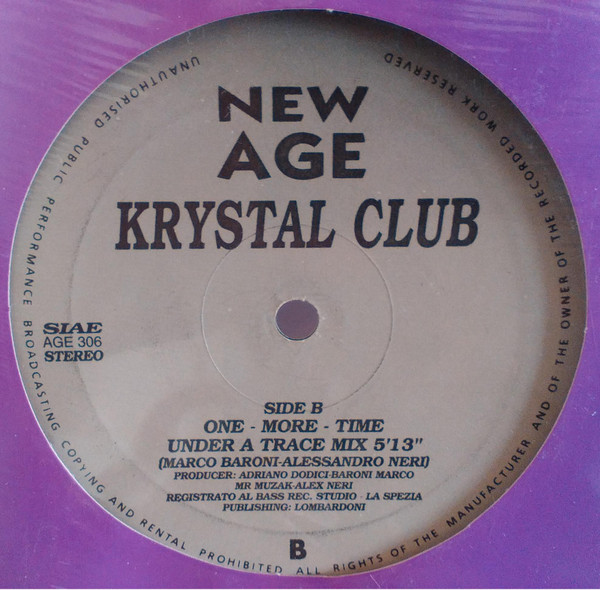 NEW
AGE
KRYSTAL CLUB
SIAE
AGE 306
STEREO
SIDE B
ONE - MORE - TIME
UNDER A TRACE MIX 5'13"
(MARCO BARONI-ALESSANDRO NERI)
PRODUCER: ADRIANO DODICI-BARONI MARCO
MR MUZAK-ALEX NERI
REGISTRATO AL BASS REC. STUDIO - LA SPEZIA
PUBLISHING: LOMBARDONI
B
UNAUTHORISED PUBLIC PERFORMANCE BROADCASTING COPYING AND RENTAL PROHIBITED ALL RIGHTS OF THE MANUFACTURER AND OF THE OWNER OF THE RECORDED WORK RESERVED